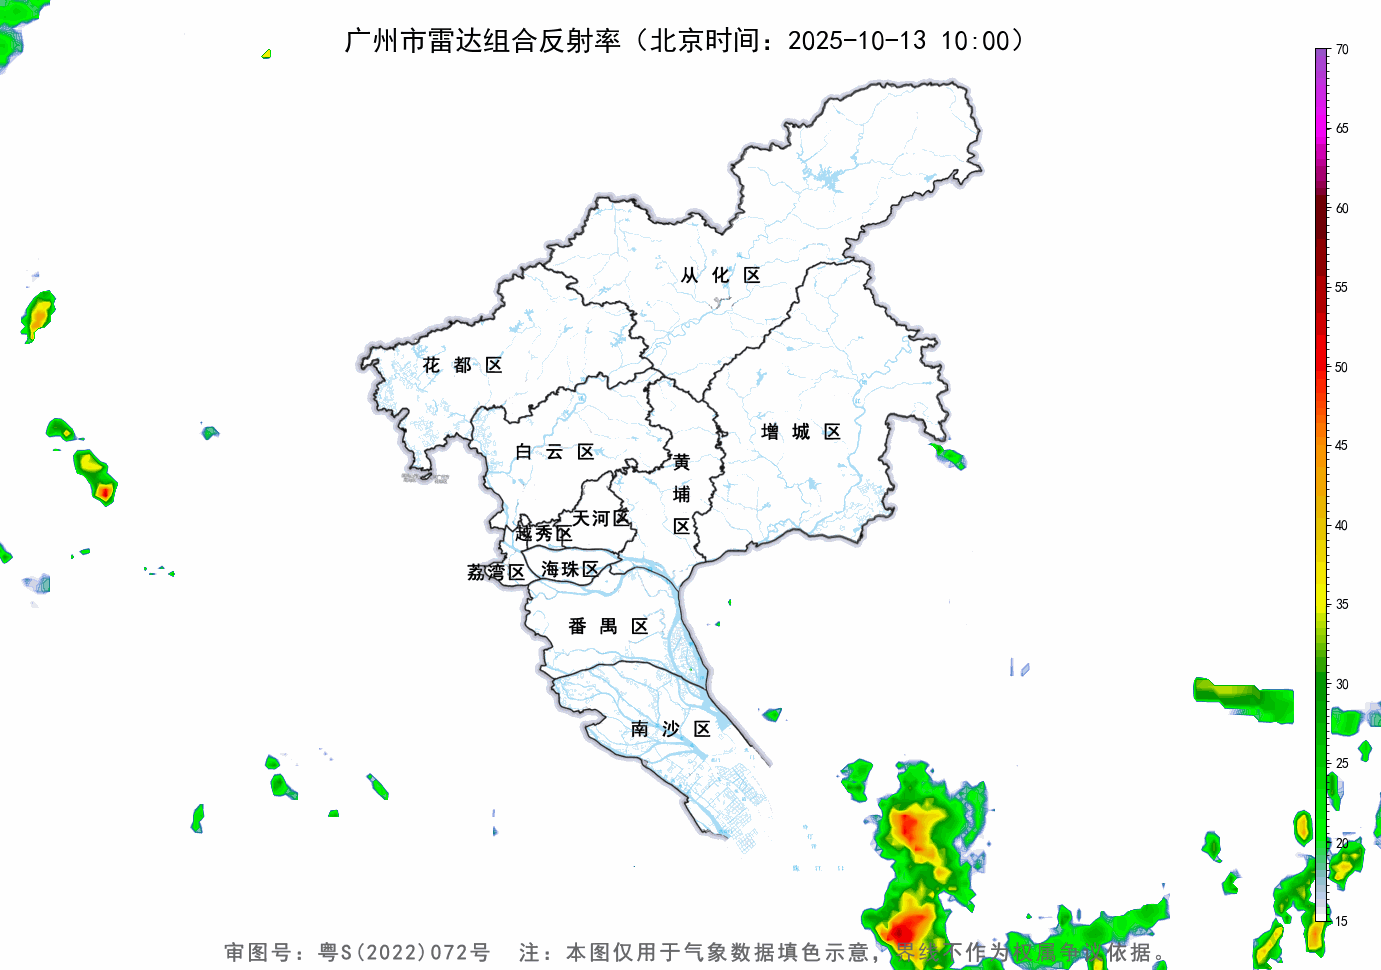 广州市雷达组合反射率（北京时间：2025-10-13 10:00）
70
65
60
55
50
45
40
35
30
25
20
15
从化区
花都区
增城区
白云区
黄埔区
天河区
越秀区
海珠区
荔湾区
番禺区
南沙区
审图号：粤S(2022)072号 注：本图仅用于气象数据填色示意，界线不作为权属争议依据。